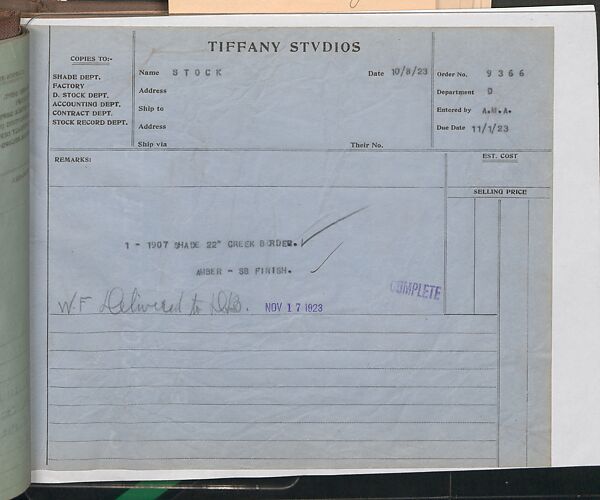 TIFFANY STVDIOS
COPIES TO:-
SHADE DEPT.
FACTORY
D. STOCK DEPT.
ACCOUNTING DEPT.
CONTRACT DEPT.
STOCK RECORD DEPT.
Name STOCK
Date 10/8/23
Address
Ship to
Address
Ship via
Their No.
Order No. 9366
Department D
Entered by A.M.A.
Due Date 11/1/23
REMARKS:
EST. COST
SELLING PRICE
1 - 1907 SHADE 22" GREEK BORDER.
AMBER - SB FINISH.
COMPLETE
W.F Delivered to
NOV 17 1923